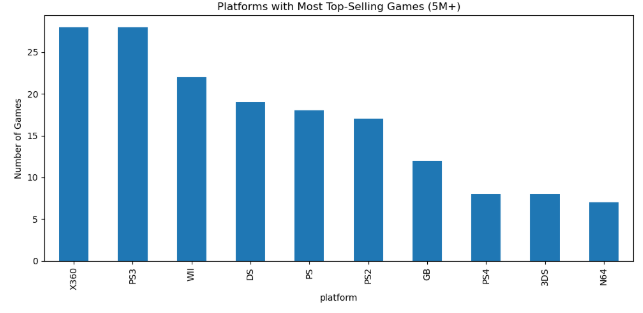 Platforms with Most Top-Selling Games (5M+)
Number of Games
25
20
15
10
5
0
X360
PS3
WII
DS
PS
PS2
GB
PS4
3DS
N64
platform